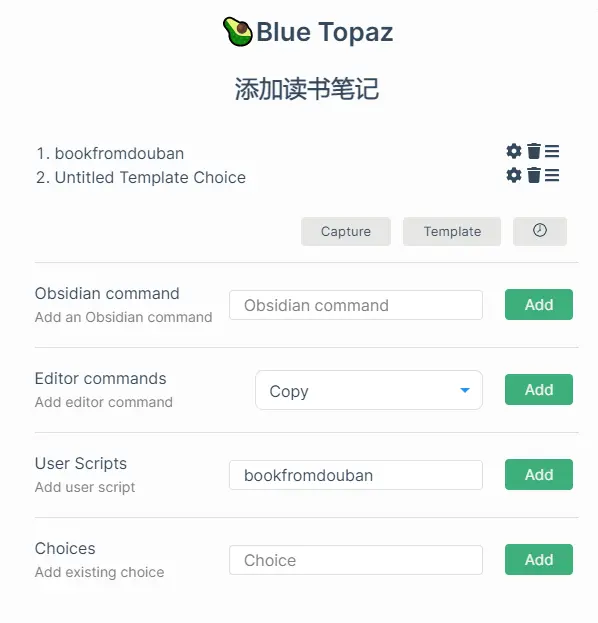 🥑Blue Topaz
添加读书笔记
1. bookfromdouban
2. Untitled Template Choice
Capture Template
Obsidian command
Add an Obsidian command
Obsidian command
Add
Editor commands
Add editor command
Copy
Add
User Scripts
Add user script
bookfromdouban
Add
Choices
Add existing choice
Choice
Add